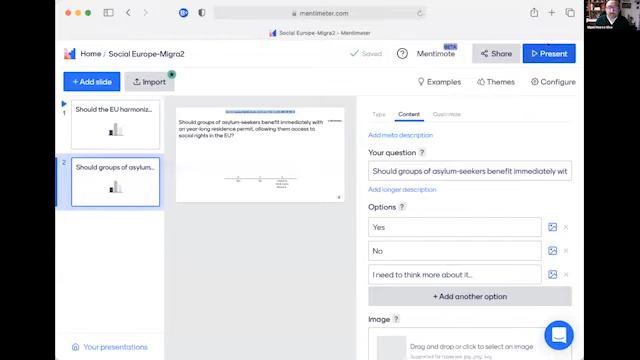 mentimeter.com
Social Europe-Migra2 – Mentimeter
Home / Social Europe-Migra2
Saved
?
Mentimote
BETA
Share
Present
+ Add slide
Import
Examples
Themes
Configure
1
Should the EU harmoniz...
2
Should groups of asylum...
Your presentations
Should groups of asylum-seekers benefit immediately with
an year-long residence permit, allowing them access to
social rights in the EU?
Type
Content
Customize
Add meta description
Your question ?
Should groups of asylum-seekers benefit immediately wit
Add longer description
Options ?
Yes
No
I need to think more about it...
+ Add another option
Image
Drag and drop or click to select an image